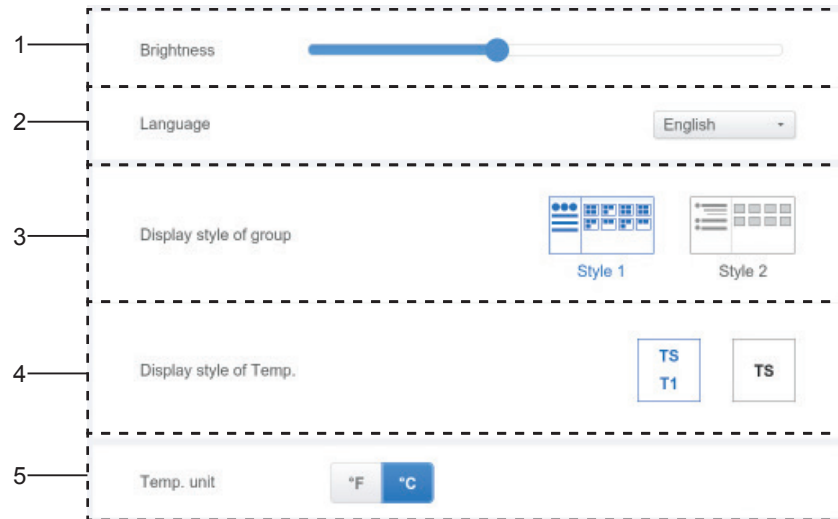 1
Brightness
2
Language
English
3
Display style of group
Style 1
Style 2
4
Display style of Temp.
TS
T1
TS
5
Temp. unit
°F
°C